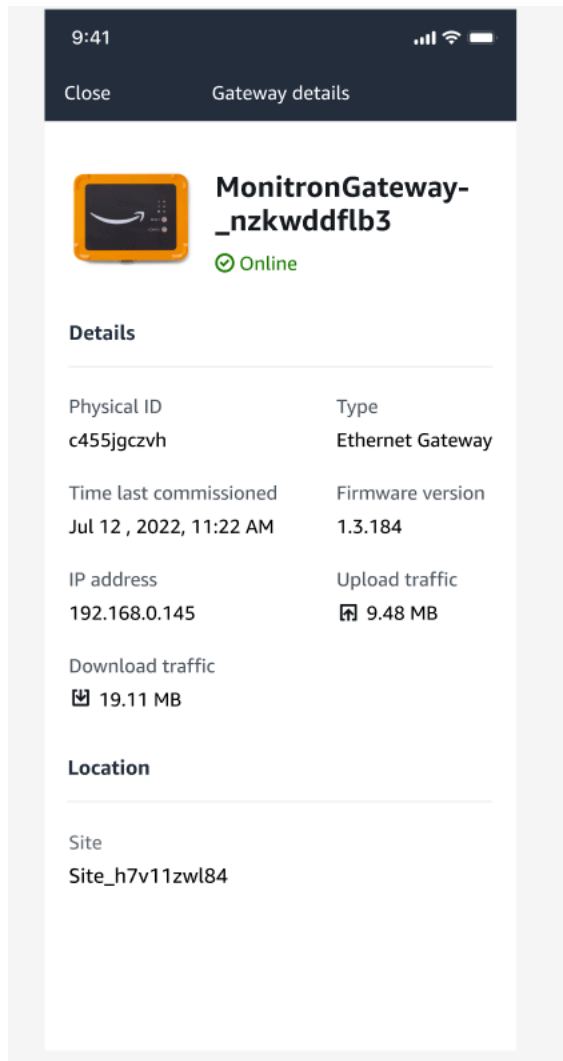 9:41
Close
Gateway details
MonitronGateway-
_nzkwddflb3
Online
Details
Physical ID
Type
c455jgczvh
Ethernet Gateway
Time last commissioned
Firmware version
Jul 12 , 2022, 11:22 AM
1.3.184
IP address
Upload traffic
192.168.0.145
9.48 MB
Download traffic
19.11 MB
Location
Site
Site_h7v11zwl84